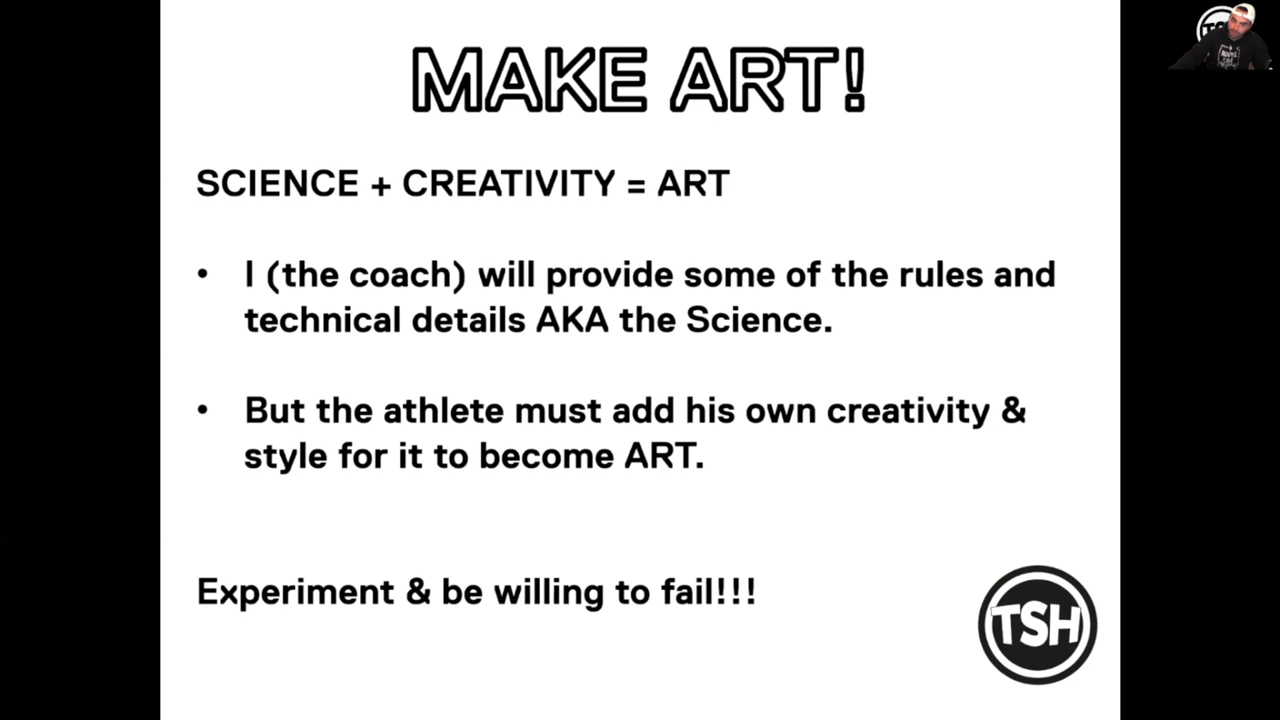 MAKE ART!
SCIENCE + CREATIVITY = ART
• I (the coach) will provide some of the rules and
technical details AKA the Science.
• But the athlete must add his own creativity &
style for it to become ART.
Experiment & be willing to fail!!!
TSH